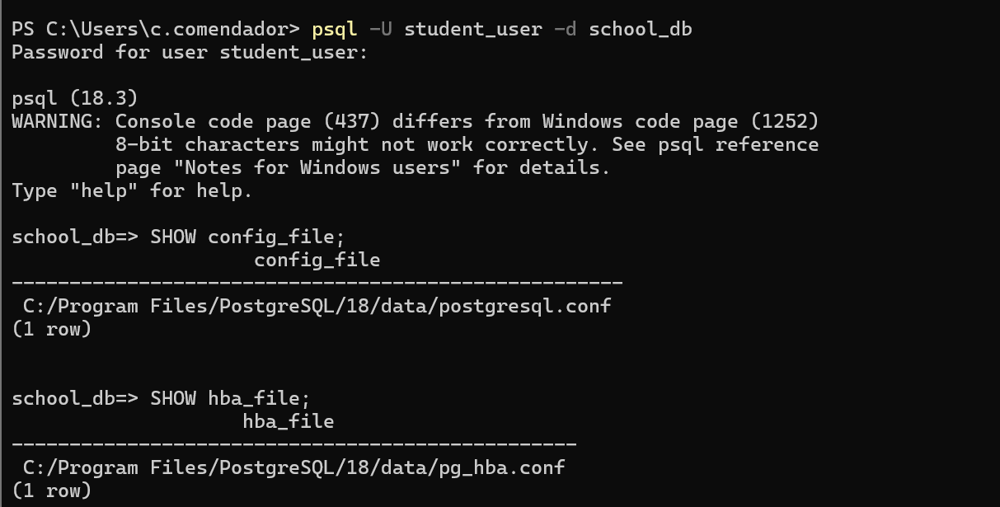 PS C:\Users\c.comendador> psql -U student_user -d school_db
Password for user student_user:
psql (18.3)
WARNING: Console code page (437) differs from Windows code page (1252)
         8-bit characters might not work correctly. See psql reference
         page "Notes for Windows users" for details.
Type "help" for help.
school_db=> SHOW config_file;
                     config_file
-----------------------------------------------------
 C:/Program Files/PostgreSQL/18/data/postgresql.conf
(1 row)
school_db=> SHOW hba_file;
                    hba_file
-------------------------------------------------
 C:/Program Files/PostgreSQL/18/data/pg_hba.conf
(1 row)